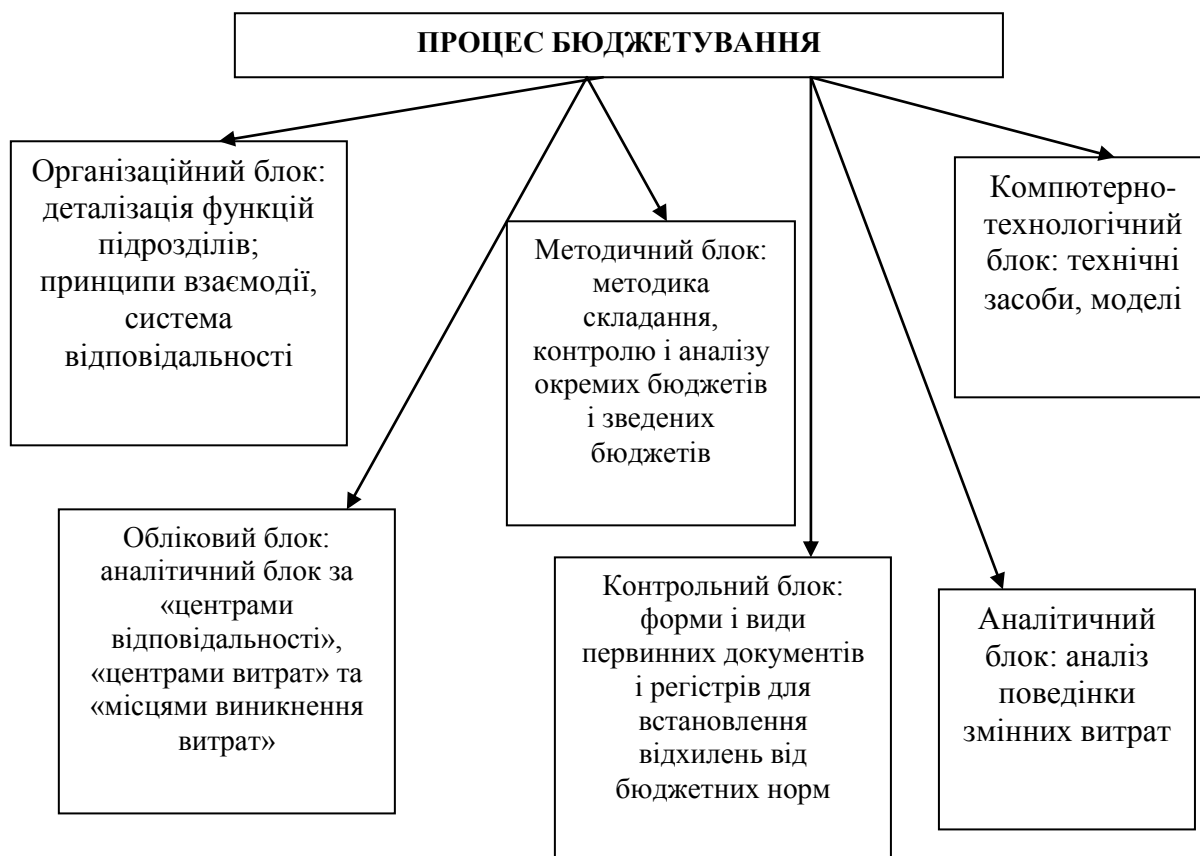 ПРОЦЕС БЮДЖЕТУВАННЯ
Організаційний блок:
деталізація функцій
підрозділів;
принципи взаємодії,
система
відповідальності
Методичний блок:
методика
складання,
контролю і аналізу
окремих бюджетів
і зведених
бюджетів
Компютерно-
технологічний
блок: технічні
засоби, моделі
Обліковий блок:
аналітичний блок за
«центрами
відповідальності»,
«центрами витрат» та
«місцями виникнення
витрат»
Контрольний блок:
форми і види
первинних документів
і регістрів для
встановлення
відхилень від
бюджетних норм
Аналітичний
блок: аналіз
поведінки
змінних витрат